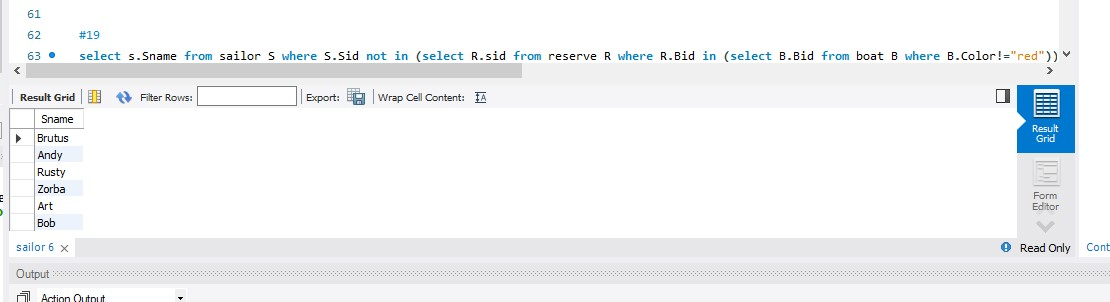 61
62 #19
63 select s.Sname from sailor S where S.Sid not in (select R.sid from reserve R where R.Bid in (select B.Bid from boat B where B.Color!="red"))
Result Grid Filter Rows: Export: Wrap Cell Content: IA
Sname
Brutus
Andy
Rusty
Zorba
Art
Bob
Result
Grid
Form
Editor
sailor 6 Read Only Cont
Output
Action Output